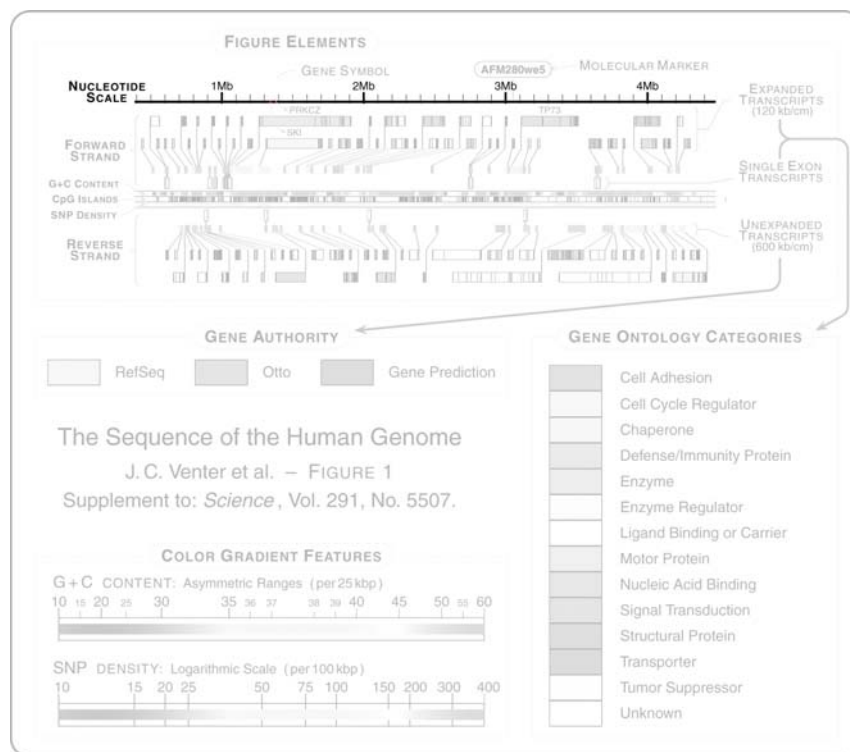 FIGURE ELEMENTS
GENE SYMBOL
AFM280we5
MOLECULAR MARKER
NUCLEOTIDE SCALE
1Mb 2Mb 3Mb 4Mb
EXPANDED TRANSCRIPTS (120 kb/cm)
PRKCZ
TP73
SKI
FORWARD STRAND
SINGLE EXON TRANSCRIPTS
G+C CONTENT
CpG ISLANDS
SNP DENSITY
UNEXPANDED TRANSCRIPTS (600 kb/cm)
REVERSE STRAND
GENE AUTHORITY
RefSeq Otto Gene Prediction
The Sequence of the Human Genome
J. C. Venter et al. – FIGURE 1
Supplement to: Science, Vol. 291, No. 5507.
COLOR GRADIENT FEATURES
G+C CONTENT: Asymmetric Ranges (per 25 kbp)
10 15 20 25 30 35 36 37 38 39 40 45 50 55 60
SNP DENSITY: Logarithmic Scale (per 100 kbp)
10 15 20 25 50 75 100 150 200 300 400
GENE ONTOLOGY CATEGORIES
Cell Adhesion
Cell Cycle Regulator
Chaperone
Defense/Immunity Protein
Enzyme
Enzyme Regulator
Ligand Binding or Carrier
Motor Protein
Nucleic Acid Binding
Signal Transduction
Structural Protein
Transporter
Tumor Suppressor
Unknown